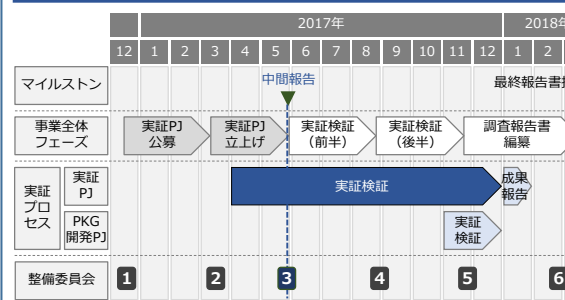 2017年 2018年
12 1 2 3 4 5 6 7 8 9 10 11 12 1 2
マイルストン
中間報告
最終報告書
事業全体
フェーズ
実証PJ
公募
実証PJ
立上げ
実証検証
（前半）
実証検証
（後半）
調査報告書
編纂
実証
プロ
セス
実証
PJ
実証検証
成果
報告
PKG
開発PJ
実証
検証
整備委員会
1 2 3 4 5 6